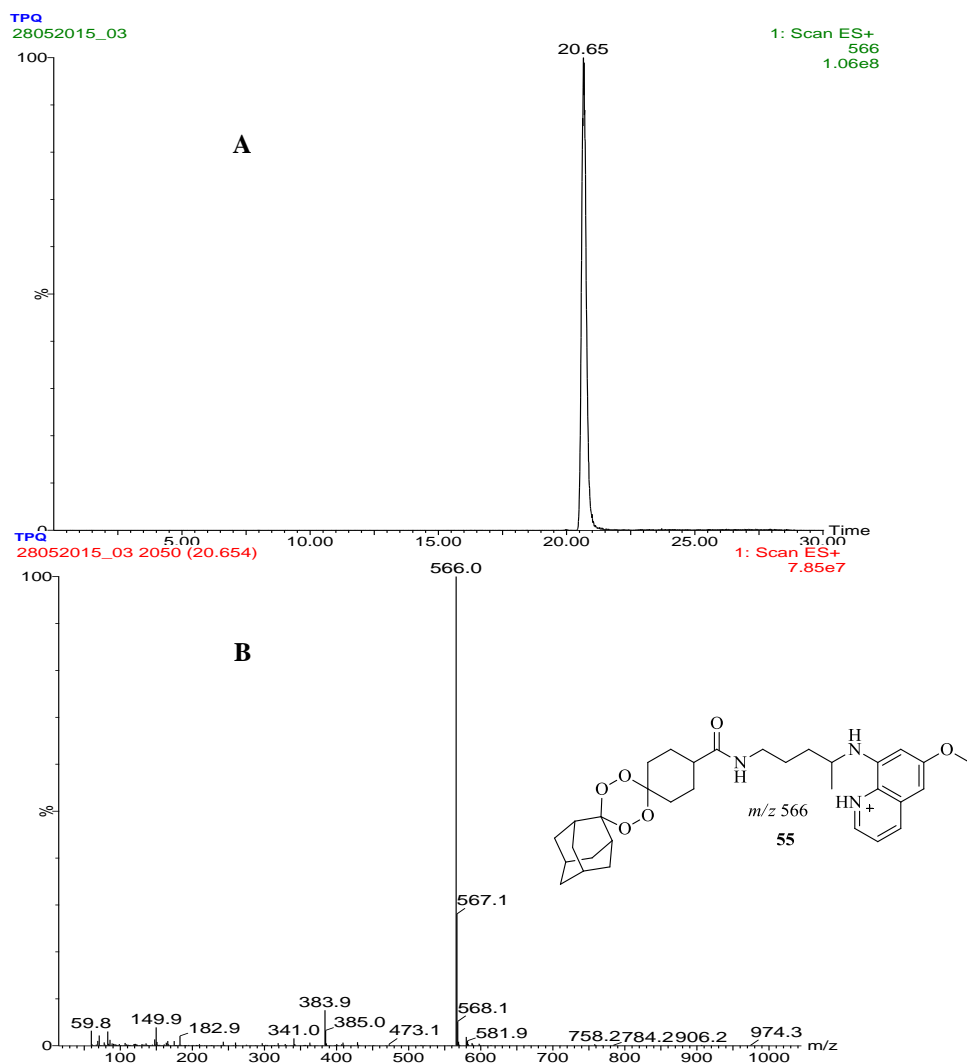 TPQ
28052015_03
1: Scan ES+
566
1.06e8
20.65
100
A
%
0
5.00 10.00 15.00 20.00 25.00 30.00
Time
TPQ
28052015_03 2050 (20.654)
1: Scan ES+
7.85e7
566.0
100
B
%
O
N
H
H
N
O
O
O
O
O
HN
+
m/z 566
55
567.1
568.1
581.9
383.9
385.0
341.0
473.1
59.8
149.9
182.9
758.2
784.2
906.2
974.3
0
100 200 300 400 500 600 700 800 900 1000
m/z